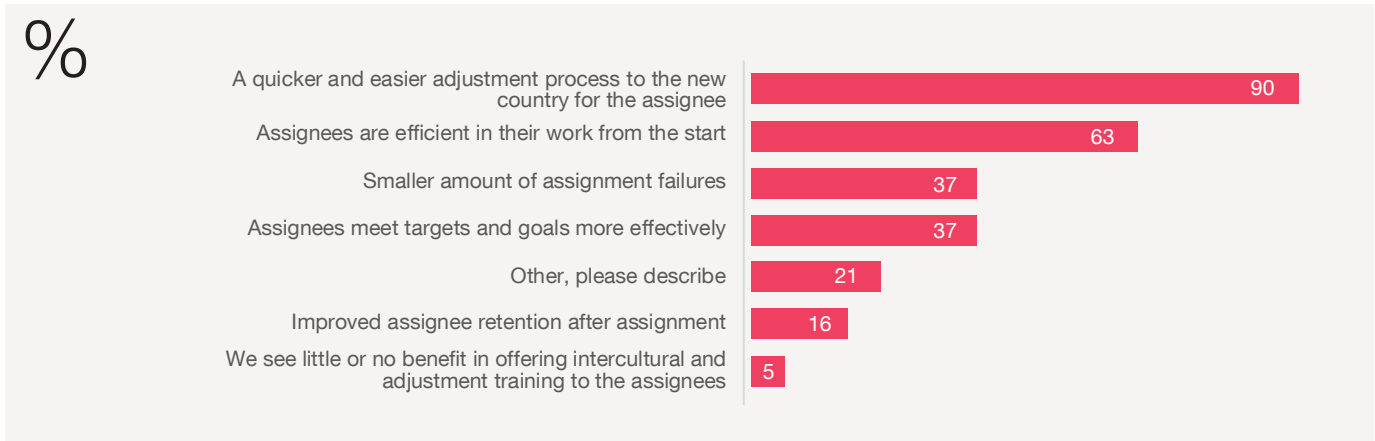 %
A quicker and easier adjustment process to the new
country for the assignee
90
Assignees are efficient in their work from the start
63
Smaller amount of assignment failures
37
Assignees meet targets and goals more effectively
37
Other, please describe
21
Improved assignee retention after assignment
16
We see little or no benefit in offering intercultural and
adjustment training to the assignees
5